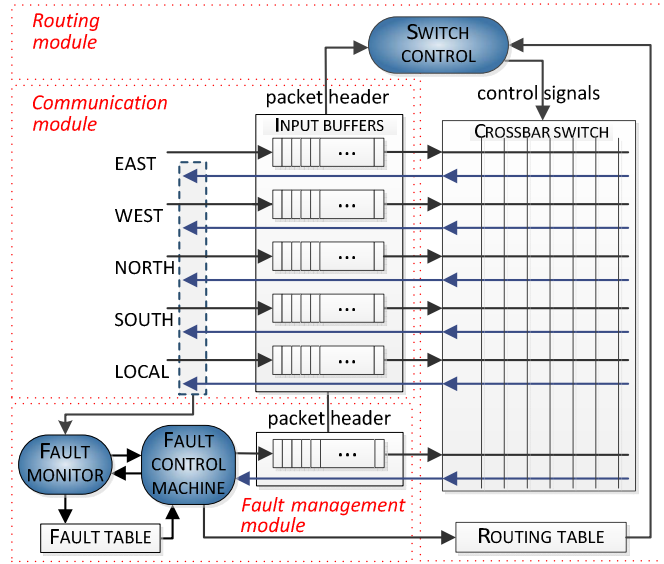 Routing
module
SWITCH
CONTROL
Communication
module
packet header
control signals
INPUT BUFFERS
CROSSBAR SWITCH
EAST
...
WEST
...
NORTH
...
SOUTH
...
LOCAL
...
packet header
FAULT
MONITOR
FAULT
CONTROL
MACHINE
...
Fault management
module
FAULT TABLE
ROUTING TABLE